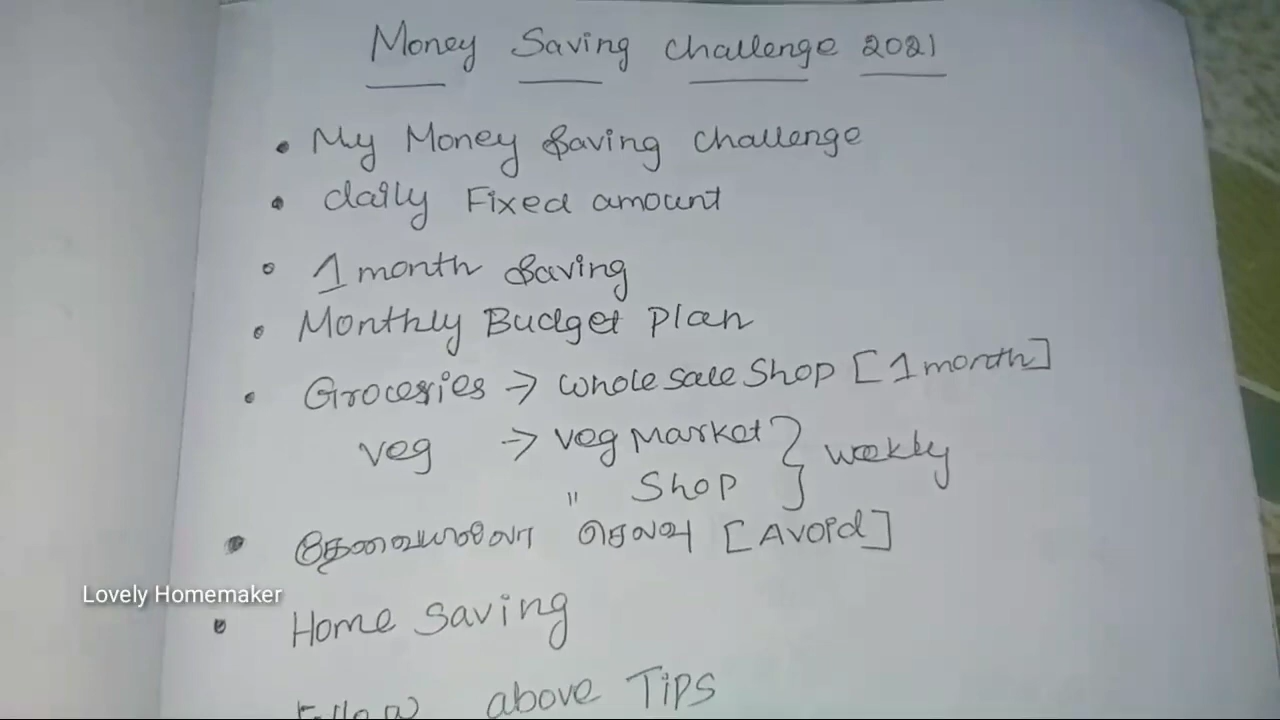 Money Saving challenge 2021
• My Money Saving challenge
• daily Fixed amount
• 1 month Saving
• Monthly Budget Plan
• Groceries → whole sale Shop [1 month]
veg → veg Market } weekly
" Shop
• தேவையில்லா செலவு [Avoid]
Lovely Homemaker
• Home saving
Follow above Tips